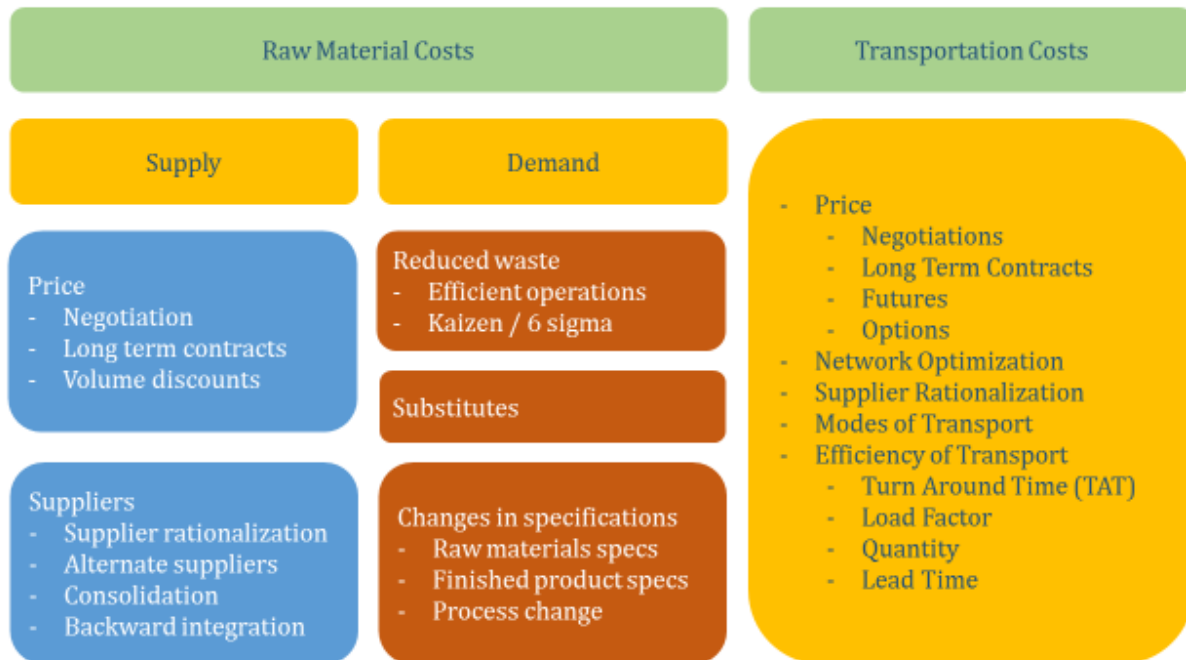 Raw Material Costs
Transportation Costs
Supply
Demand
Price
- Negotiation
- Long term contracts
- Volume discounts
Suppliers
- Supplier rationalization
- Alternate suppliers
- Consolidation
- Backward integration
Reduced waste
- Efficient operations
- Kaizen / 6 sigma
Substitutes
Changes in specifications
- Raw materials specs
- Finished product specs
- Process change
- Price
- Negotiations
- Long Term Contracts
- Futures
- Options
- Network Optimization
- Supplier Rationalization
- Modes of Transport
- Efficiency of Transport
- Turn Around Time (TAT)
- Load Factor
- Quantity
- Lead Time